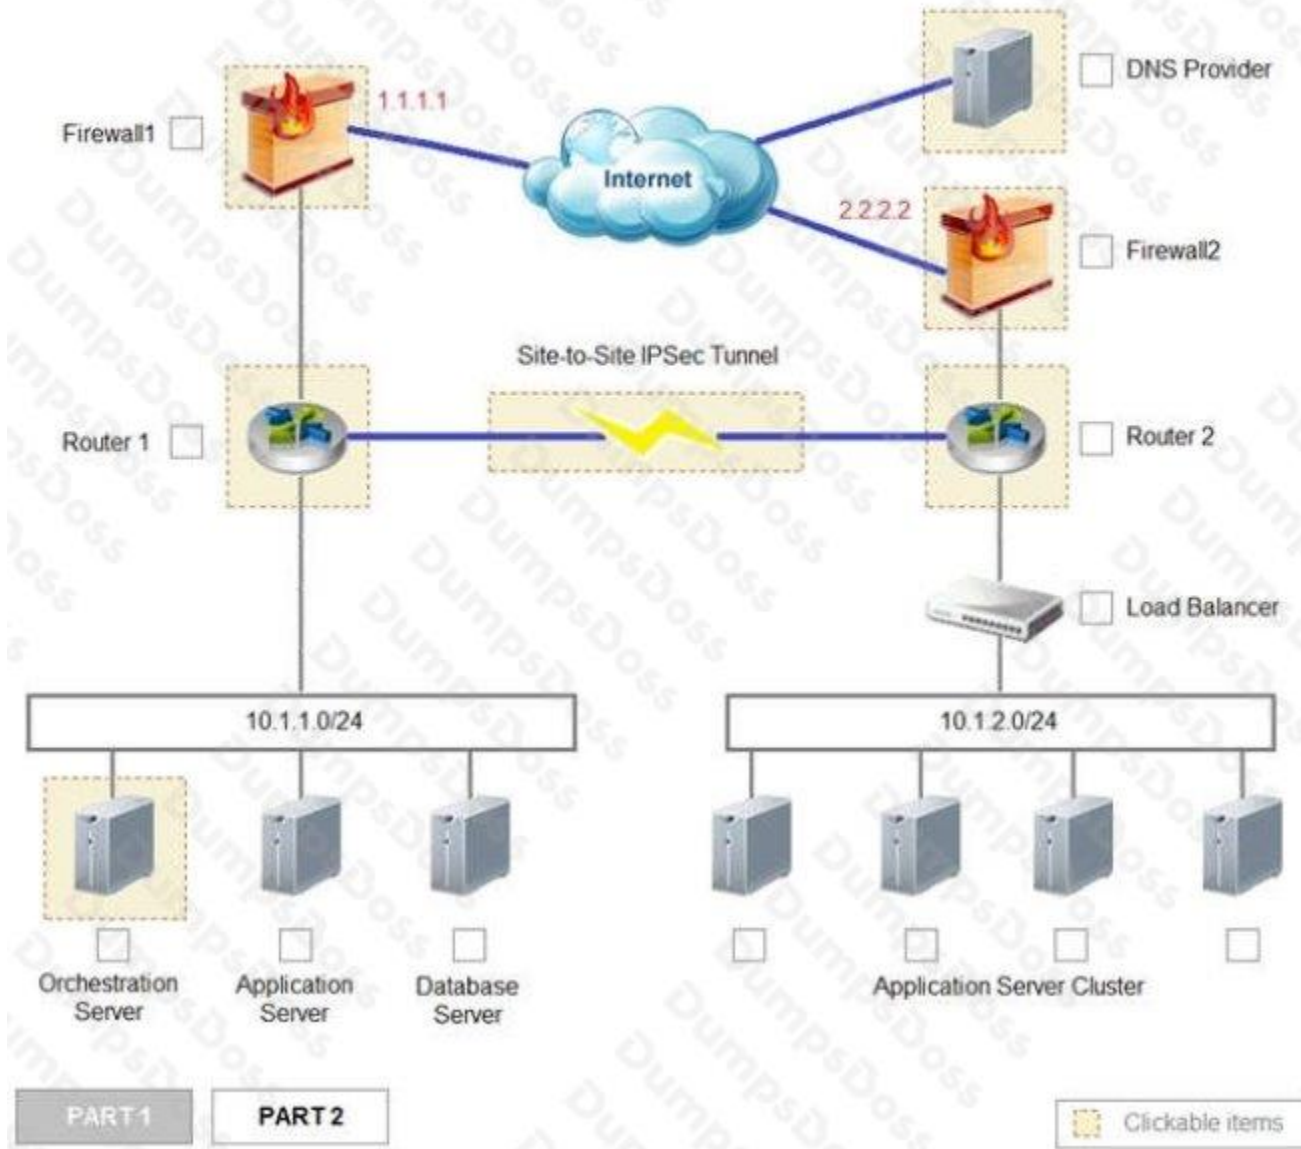 DNS Provider
Firewall1
1.1.1.1
Internet
2.2.2.2
Firewall2
Site-to-Site IPSec Tunnel
Router 1
Router 2
Load Balancer
10.1.1.0/24
10.1.2.0/24
Orchestration
Server
Application
Server
Database
Server
Application Server Cluster
PART 1
PART 2
Clickable items
DumpsDoss